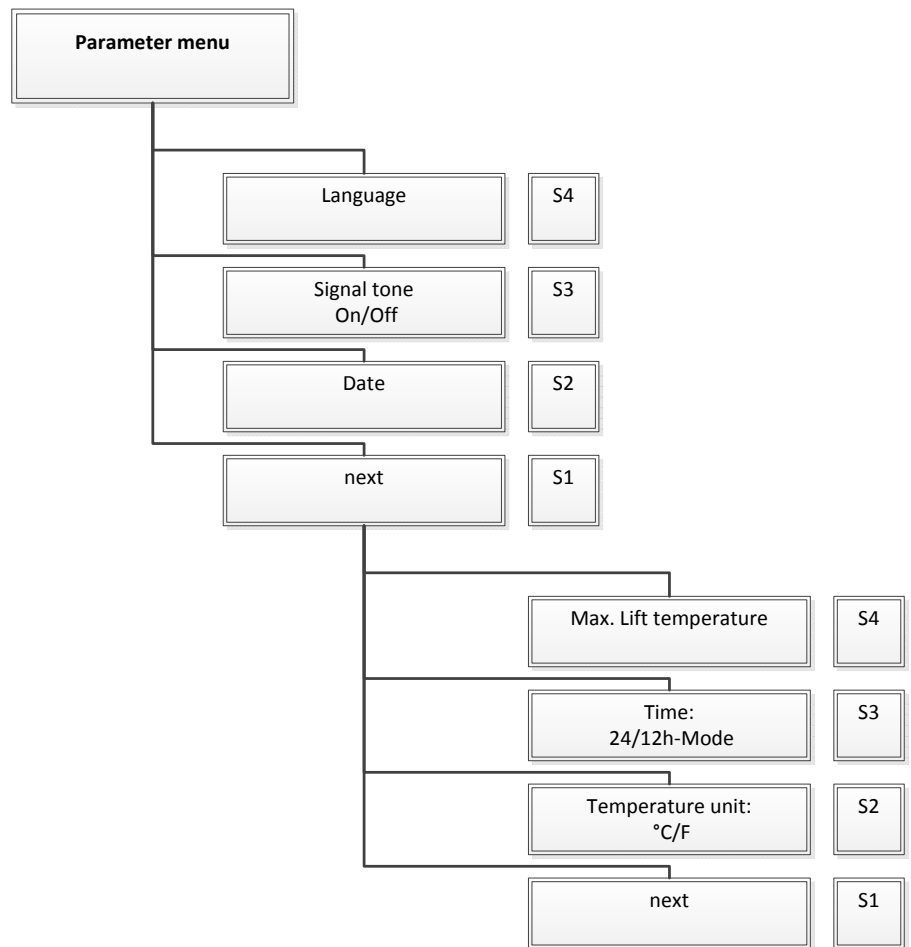 Parameter menu
Language
S4
Signal tone
On/Off
S3
Date
S2
next
S1
Max. Lift temperature
S4
Time:
24/12h-Mode
S3
Temperature unit:
°C/F
S2
next
S1